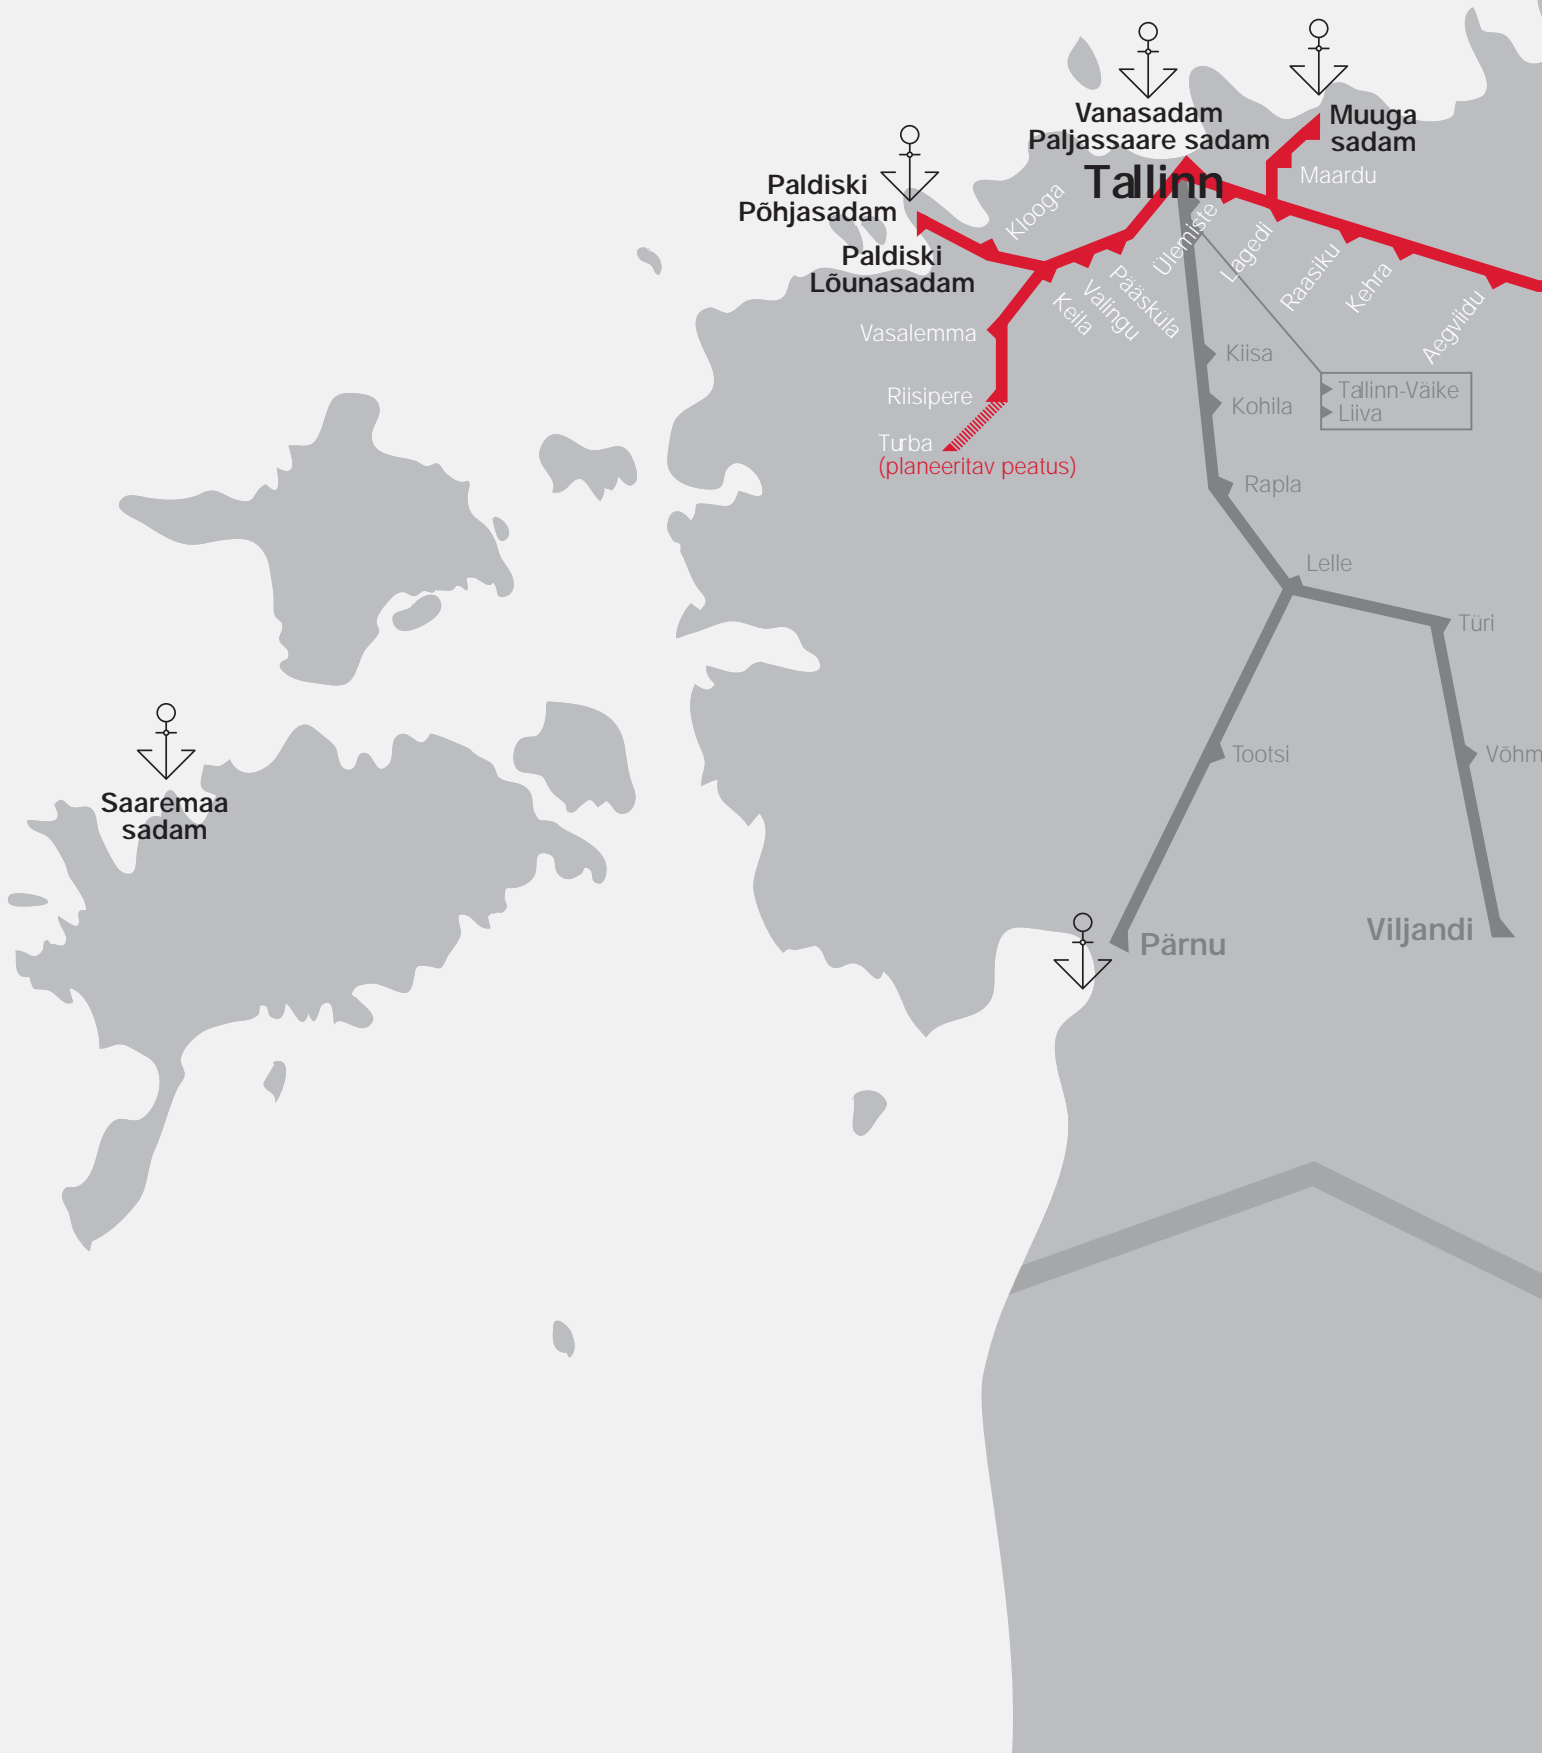 Vanasadam
Paljassaare sadam
Tallinn
Muuga
sadam
Maardu
Paldiski
Põhjasadam
Paldiski
Lõunasadam
Klooga
Keila
Valingu
Pääsküla
Ülemiste
Lagedi
Raasiku
Kehra
Aegviidu
Vasalemma
Riisipere
Turba
(planeeritav peatus)
Kiisa
Kohila
Tallinn-Väike
Liiva
Rapla
Lelle
Türi
Tootsi
Võhm
Saaremaa
sadam
Pärnu
Viljandi